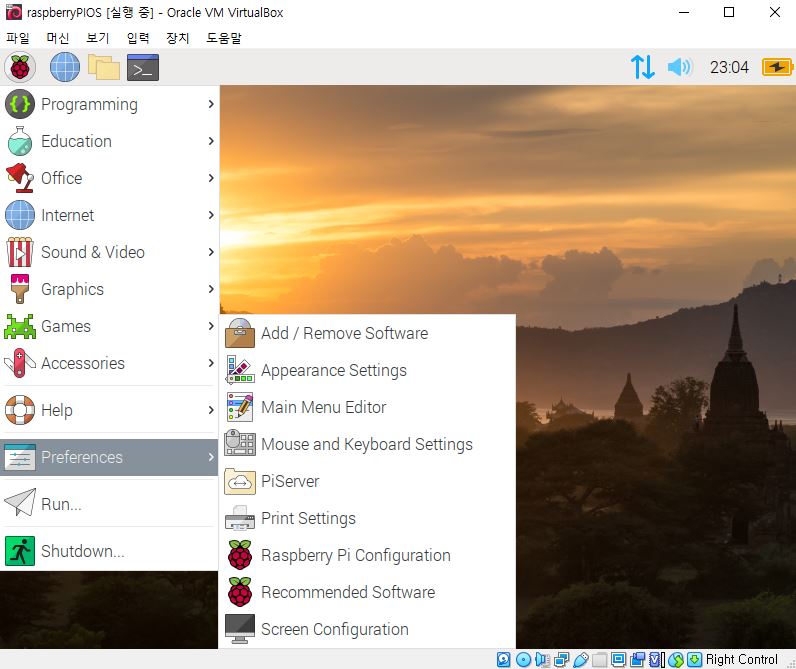 raspberryPIOS [실행 중] - Oracle VM VirtualBox
파일 머신 보기 입력 장치 도움말
23:04
Programming
Education
Office
Internet
Sound & Video
Graphics
Games
Accessories
Help
Preferences
Run...
Shutdown...
Add / Remove Software
Appearance Settings
Main Menu Editor
Mouse and Keyboard Settings
PiServer
Print Settings
Raspberry Pi Configuration
Recommended Software
Screen Configuration
Right Control